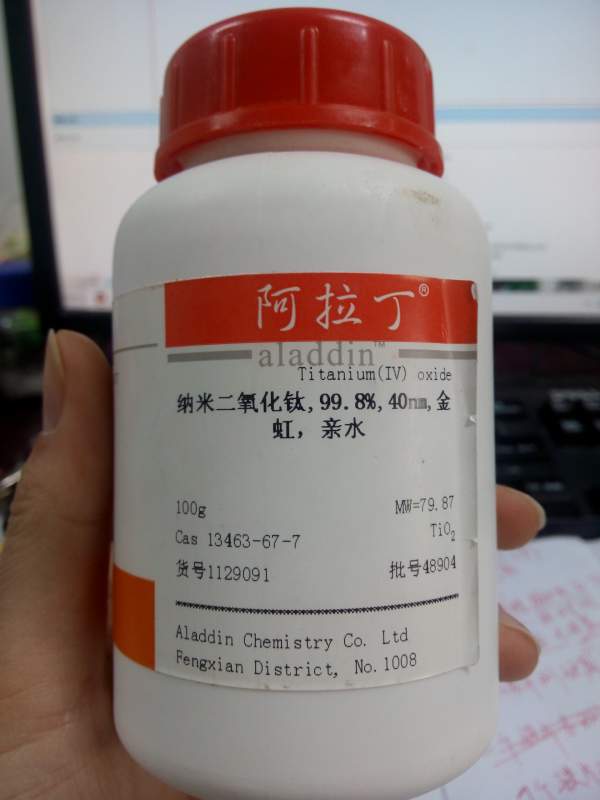 阿拉丁®
aladdin™
Titanium(IV) oxide
纳米二氧化钛,99.8%,40nm,金
虹，亲水
100g MW=79.87
Cas 13463-67-7 TiO2
货号1129091 批号48904
Aladdin Chemistry Co. Ltd
Fengxian District, No.1008